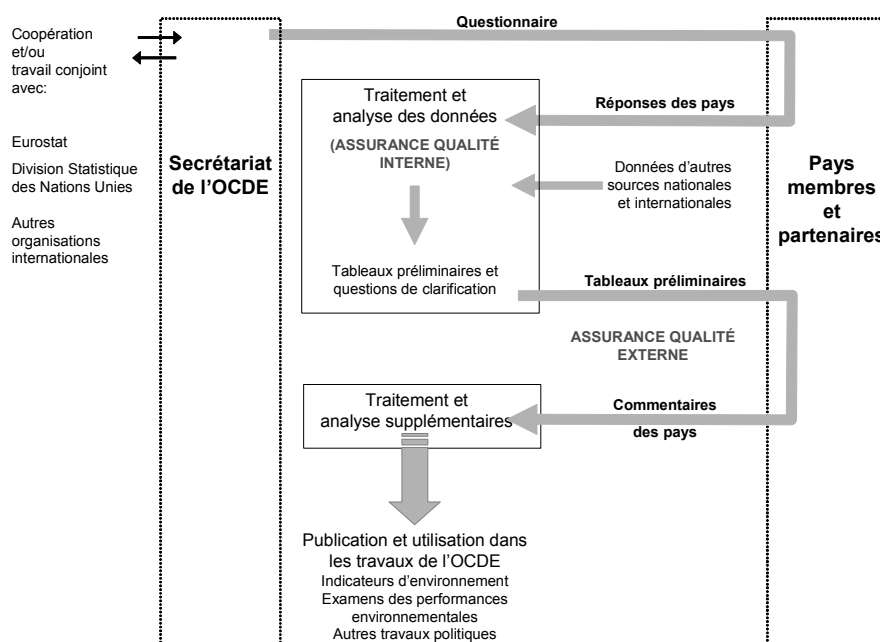 Coopération
et/ou
travail conjoint
avec:
Eurostat
Division Statistique
des Nations Unies
Autres
organisations
internationales
Secrétariat
de l'OCDE
Questionnaire
Traitement et
analyse des données
(ASSURANCE QUALITÉ
INTERNE)
Réponses des pays
Données d'autres
sources nationales
et internationales
Tableaux préliminaires et
questions de clarification
Tableaux préliminaires
ASSURANCE QUALITÉ
EXTERNE
Traitement et
analyse supplémentaires
Commentaires
des pays
Publication et utilisation dans
les travaux de l'OCDE
Indicateurs d'environnement
Examens des performances
environnementales
Autres travaux politiques
Pays
membres
et
partenaires